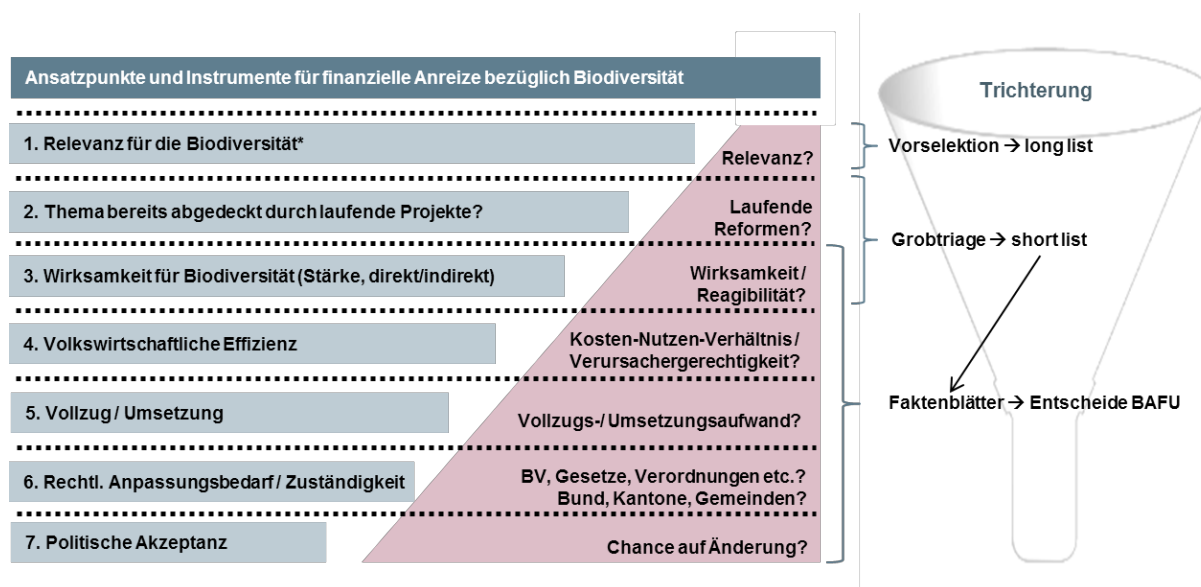 Ansatzpunkte und Instrumente für finanzielle Anreize bezüglich Biodiversität
Trichterung
1. Relevanz für die Biodiversität*
Relevanz?
Vorselektion → long list
2. Thema bereits abgedeckt durch laufende Projekte?
Laufende
Reformen?
Grobtriage → short list
3. Wirksamkeit für Biodiversität (Stärke, direkt/indirekt)
Wirksamkeit /
Reagibilität?
4. Volkswirtschaftliche Effizienz
Kosten-Nutzen-Verhältnis /
Verursachergerechtigkeit?
Faktenblätter → Entscheide BAFU
5. Vollzug / Umsetzung
Vollzugs-/ Umsetzungsaufwand?
6. Rechtl. Anpassungsbedarf / Zuständigkeit
BV, Gesetze, Verordnungen etc.?
Bund, Kantone, Gemeinden?
7. Politische Akzeptanz
Chance auf Änderung?